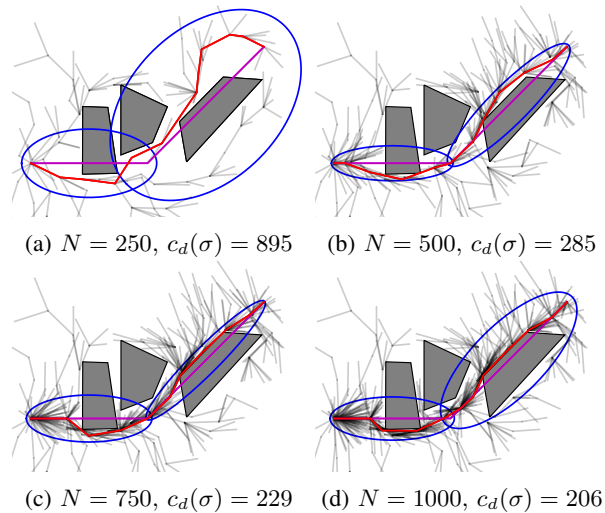 (a) N = 250, c_d(σ) = 895
(b) N = 500, c_d(σ) = 285
(c) N = 750, c_d(σ) = 229
(d) N = 1000, c_d(σ) = 206